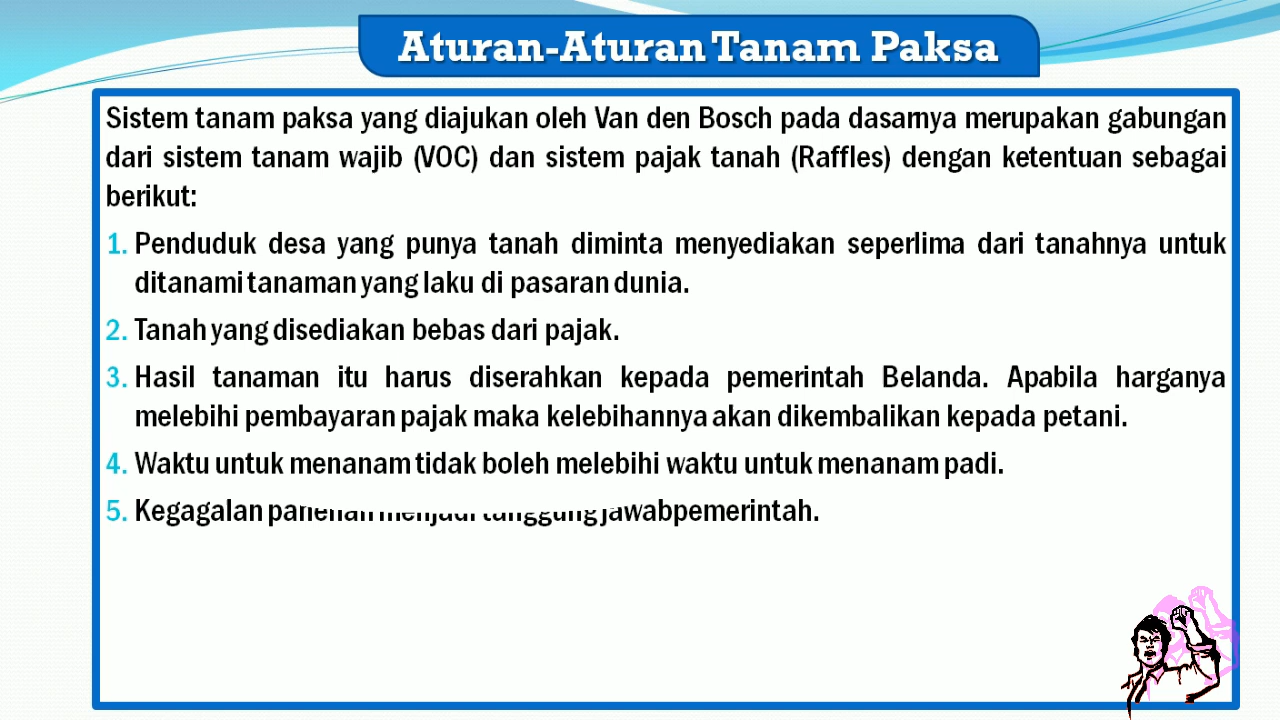 Aturan-Aturan Tanam Paksa
Sistem tanam paksa yang diajukan oleh Van den Bosch pada dasarnya merupakan gabungan
dari sistem tanam wajib (VOC) dan sistem pajak tanah (Raffles) dengan ketentuan sebagai
berikut:
1. Penduduk desa yang punya tanah diminta menyediakan seperlima dari tanahnya untuk
ditanami tanaman yang laku di pasaran dunia.
2. Tanah yang disediakan bebas dari pajak.
3. Hasil tanaman itu harus diserahkan kepada pemerintah Belanda. Apabila harganya
melebihi pembayaran pajak maka kelebihannya akan dikembalikan kepada petani.
4. Waktu untuk menanam tidak boleh melebihi waktu untuk menanam padi.
5. Kegagalan panenan menjadi tanggung jawabpemerintah.